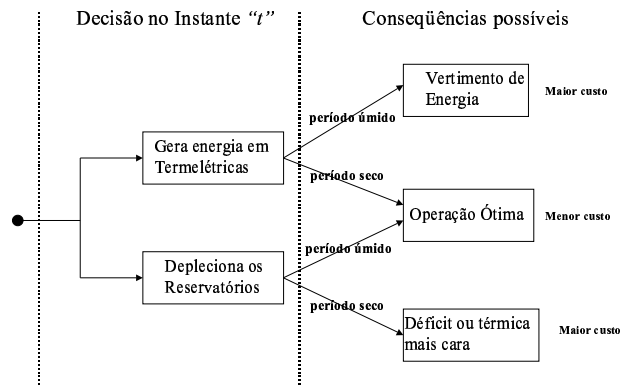 Decisão no Instante “t”
Conseqüências possíveis
Vertimento de
Energia
Maior custo
período úmido
Gera energia em
Termelétricas
período seco
Operação Ótima
Menor custo
período úmido
Depleciona os
Reservatórios
período seco
Déficit ou térmica
mais cara
Maior custo